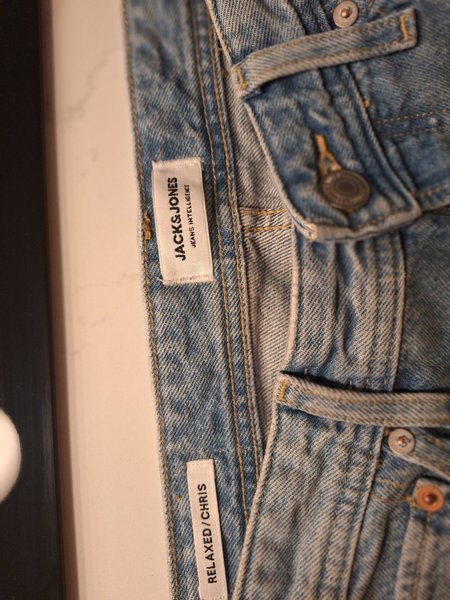 JACK&JONES
JEANS INTELLIGENCE
RELAXED/CHRIS